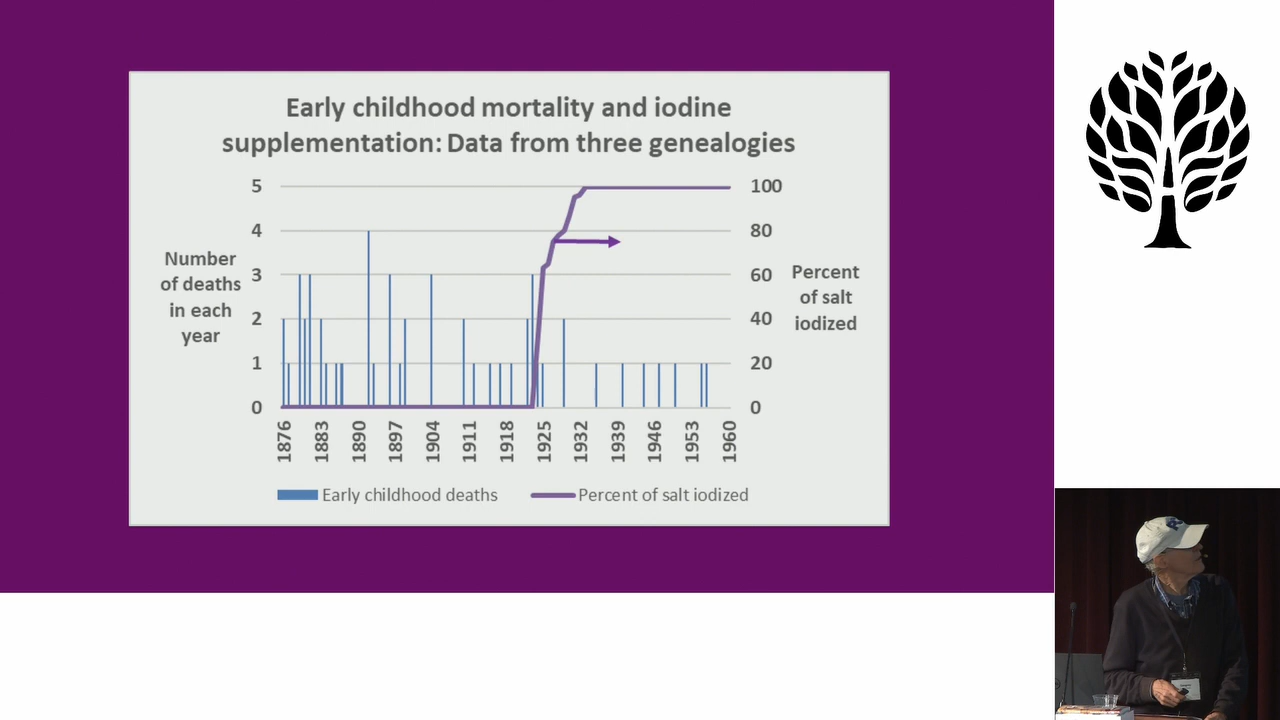 Early childhood mortality and iodine
supplementation: Data from three genealogies
Number
of deaths
in each
year
5
4
3
2
1
0
100
80
60
40
20
0
Percent
of salt
iodized
1876
1883
1890
1897
1904
1911
1918
1925
1932
1939
1946
1953
1960
Early childhood deaths
Percent of salt iodized